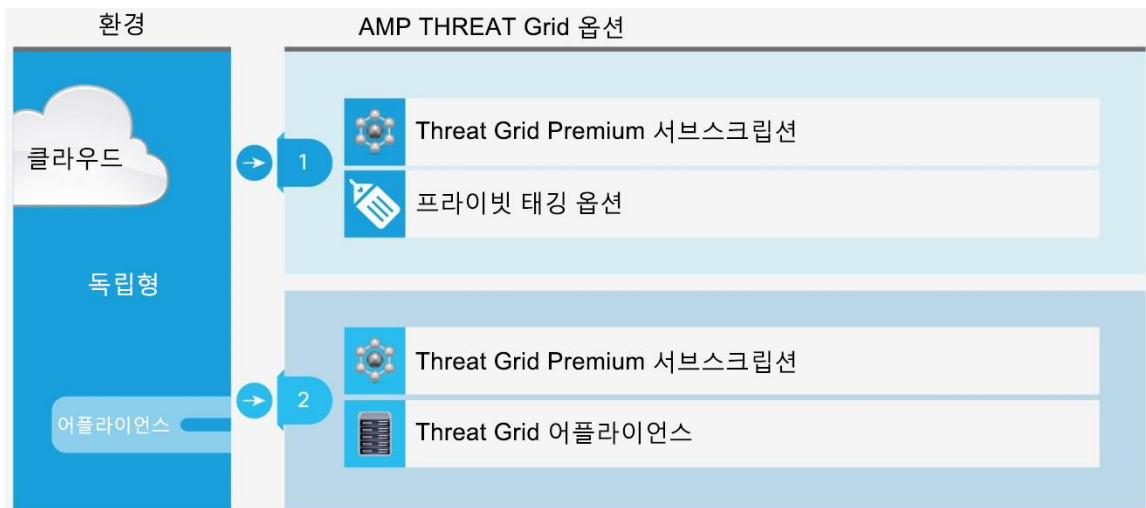 환경
AMP THREAT Grid 옵션
클라우드
1
Threat Grid Premium 서브스크립션
프라이빗 태깅 옵션
독립형
어플라이언스
2
Threat Grid Premium 서브스크립션
Threat Grid 어플라이언스